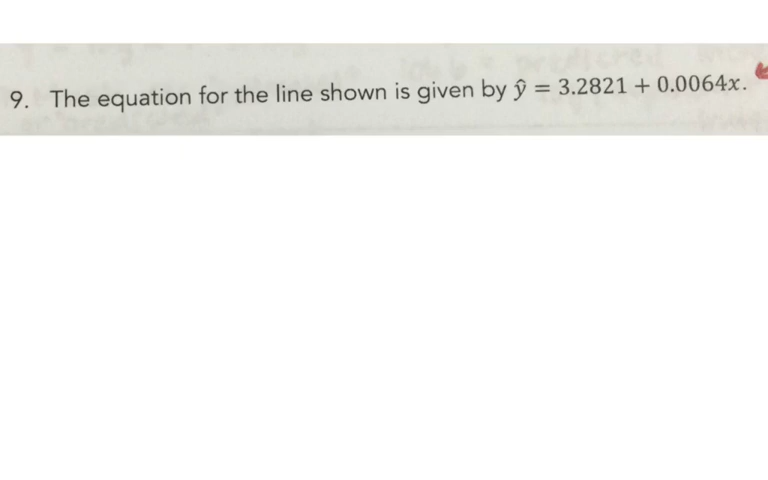 9. The equation for the line shown is given by ŷ = 3.2821 + 0.0064x.